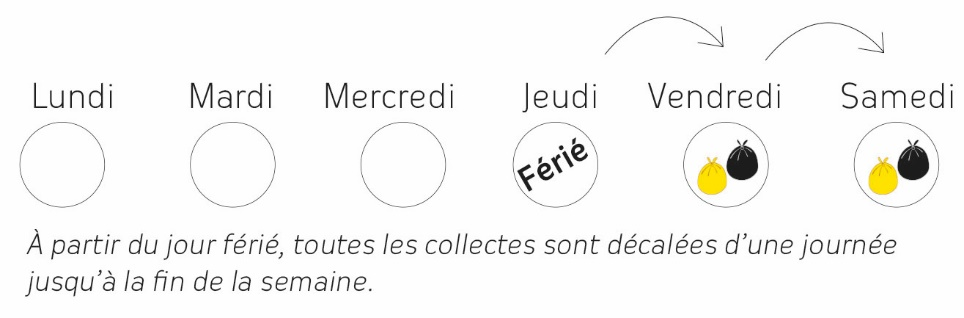 Lundi Mardi Mercredi Jeudi Vendredi Samedi
Férié
À partir du jour férié, toutes les collectes sont décalées d'une journée
jusqu'à la fin de la semaine.